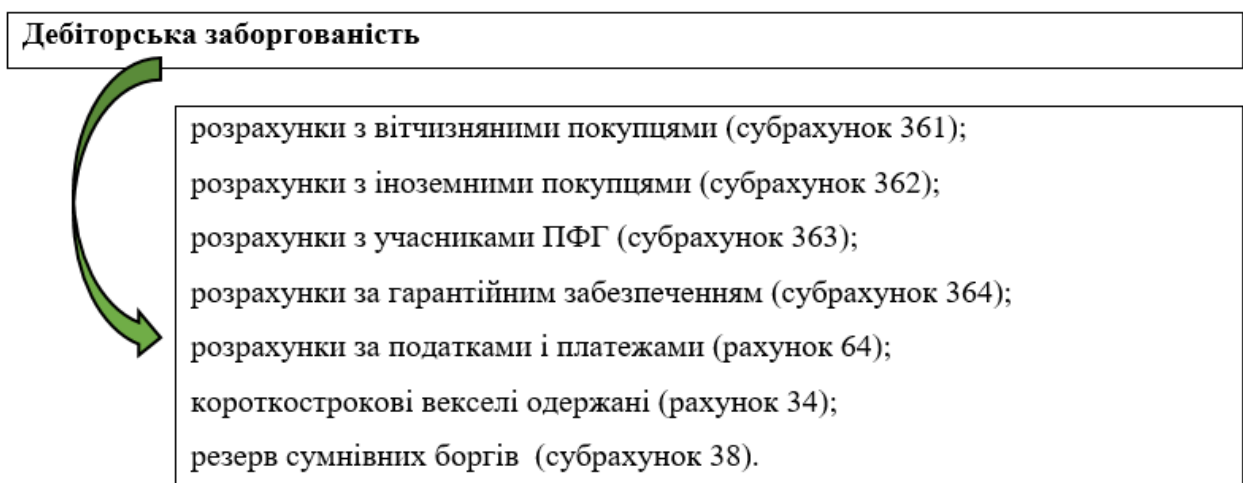 Дебіторська заборгованість
розрахунки з вітчизняними покупцями (субрахунок 361);
розрахунки з іноземними покупцями (субрахунок 362);
розрахунки з учасниками ПФГ (субрахунок 363);
розрахунки за гарантійним забезпеченням (субрахунок 364);
розрахунки за податками і платежами (рахунок 64);
короткострокові векселі одержані (рахунок 34);
резерв сумнівних боргів (субрахунок 38).